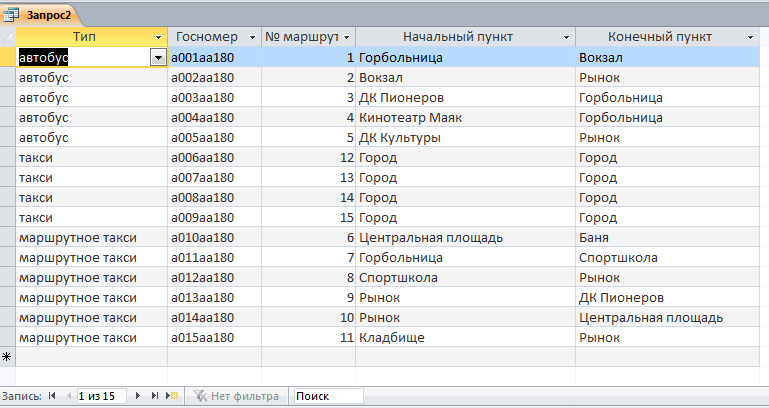 Запрос2
Тип Госномер № маршрут Начальный пункт Конечный пункт
автобус а001аа180 1 Горбольница Вокзал
автобус а002аа180 2 Вокзал Рынок
автобус а003аа180 3 ДК Пионеров Горбольница
автобус а004аа180 4 Кинотеатр Маяк Горбольница
автобус а005аа180 5 ДК Культуры Рынок
такси а006аа180 12 Город Город
такси а007аа180 13 Город Город
такси а008аа180 14 Город Город
такси а009аа180 15 Город Город
маршрутное такси а010аа180 6 Центральная площадь Баня
маршрутное такси а011аа180 7 Горбольница Спортшкола
маршрутное такси а012аа180 8 Спортшкола Рынок
маршрутное такси а013аа180 9 Рынок ДК Пионеров
маршрутное такси а014аа180 10 Рынок Центральная площадь
маршрутное такси а015аа180 11 Кладбище Рынок
Запись: 1 из 15 Нет фильтра Поиск